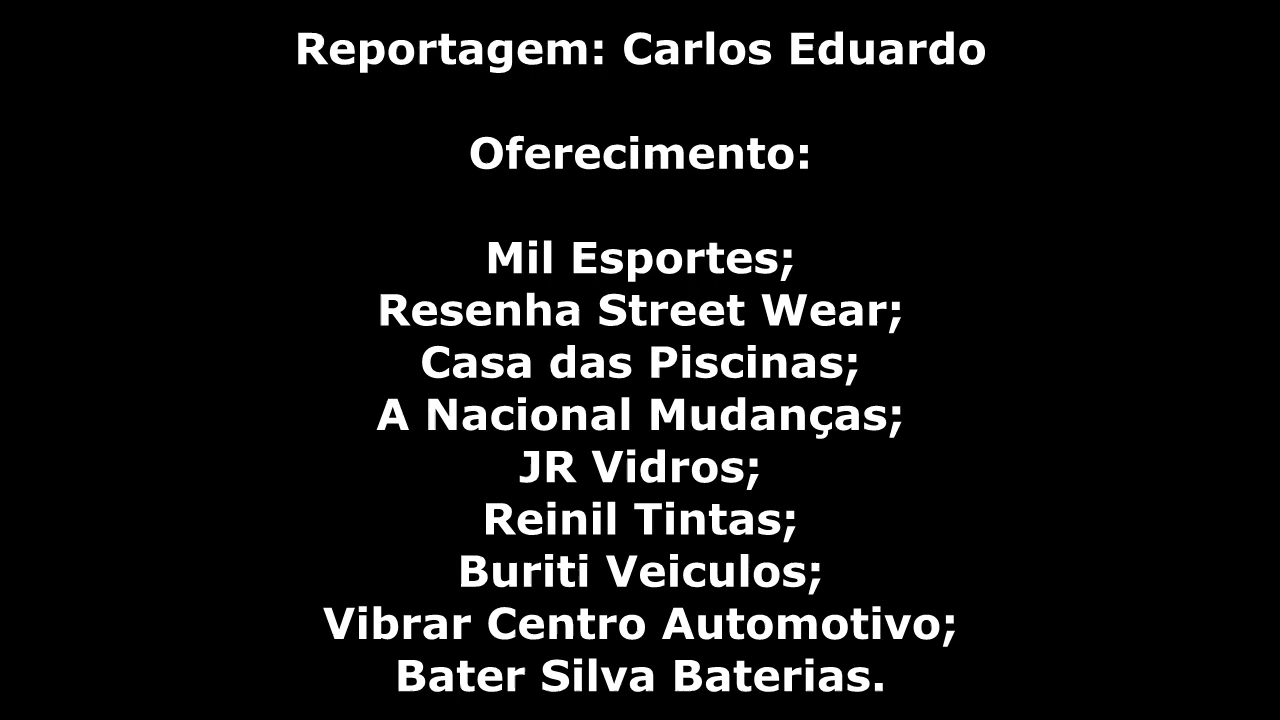 Reportagem: Carlos Eduardo
Oferecimento:
Mil Esportes;
Resenha Street Wear;
Casa das Piscinas;
A Nacional Mudanças;
JR Vidros;
Reinil Tintas;
Buriti Veiculos;
Vibrar Centro Automotivo;
Bater Silva Baterias.